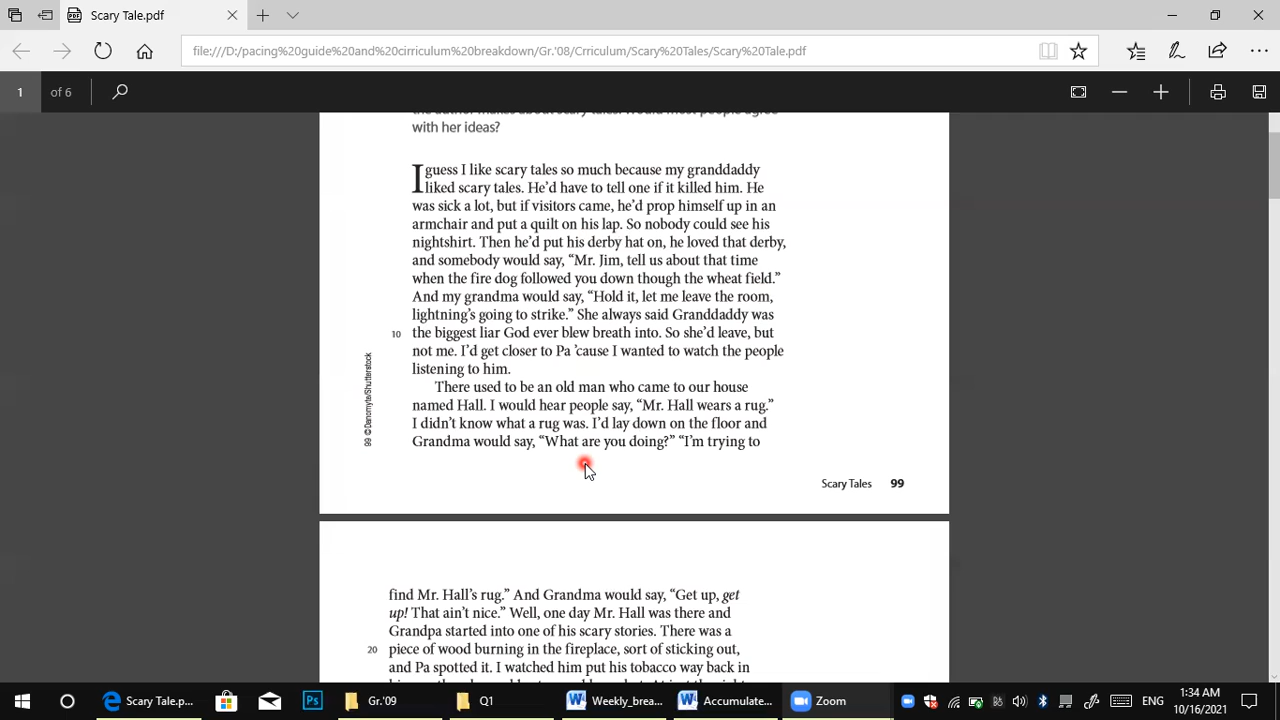 Scary Tale.pdf
file:///D:/pacing%20guide%20and%20cirriculum%20breakdown/Gr.'08/Crriculum/Scary%20Tales/Scary%20Tale.pdf
1 of 6
the author makes about scary tales. Would most people agree
with her ideas?
I guess I like scary tales so much because my granddaddy
liked scary tales. He'd have to tell one if it killed him. He
was sick a lot, but if visitors came, he'd prop himself up in an
armchair and put a quilt on his lap. So nobody could see his
nightshirt. Then he'd put his derby hat on, he loved that derby,
and somebody would say, “Mr. Jim, tell us about that time
when the fire dog followed you down though the wheat field.”
And my grandma would say, “Hold it, let me leave the room,
lightning's going to strike.” She always said Granddaddy was
10 the biggest liar God ever blew breath into. So she'd leave, but
not me. I'd get closer to Pa 'cause I wanted to watch the people
listening to him.
There used to be an old man who came to our house
named Hall. I would hear people say, “Mr. Hall wears a rug.”
I didn't know what a rug was. I'd lay down on the floor and
Grandma would say, “What are you doing?” “I'm trying to
99 ©Danomyte/Shutterstock
Scary Tales 99
find Mr. Hall's rug.” And Grandma would say, “Get up, get
up! That ain't nice.” Well, one day Mr. Hall was there and
Grandpa started into one of his scary stories. There was a
20 piece of wood burning in the fireplace, sort of sticking out,
and Pa spotted it. I watched him put his tobacco way back in
Scary Tale.p...
Ps
Gr.'09
Q1
Weekly_brea...
Accumulate...
Zoom
ENG
1:34 AM
10/16/2021